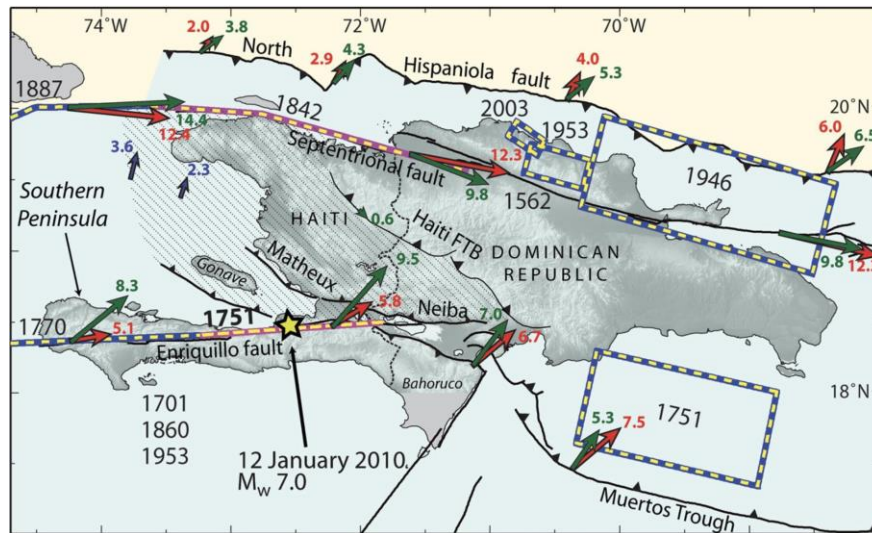 74°W
72°W
70°W
2.0
3.8
North
2.9
4.3
Hispaniola
fault
4.0
5.3
1887
1842
2003
1953
20°N
14.4
12.4
Septentrional fault
12.3
9.8
1562
6.0
6.5
1946
3.6
2.3
Southern
Peninsula
HAITI
0.6
Haiti FTB
DOMINICAN
REPUBLIC
9.8
Gonave
Matheux
9.5
8.3
5.8
Neiba
7.0
1770
5.1
1751
6.7
Enriquillo fault
Bahoruco
18°N
1701
1860
1953
12 January 2010
Mw 7.0
5.3
7.5
1751
Muertos Trough